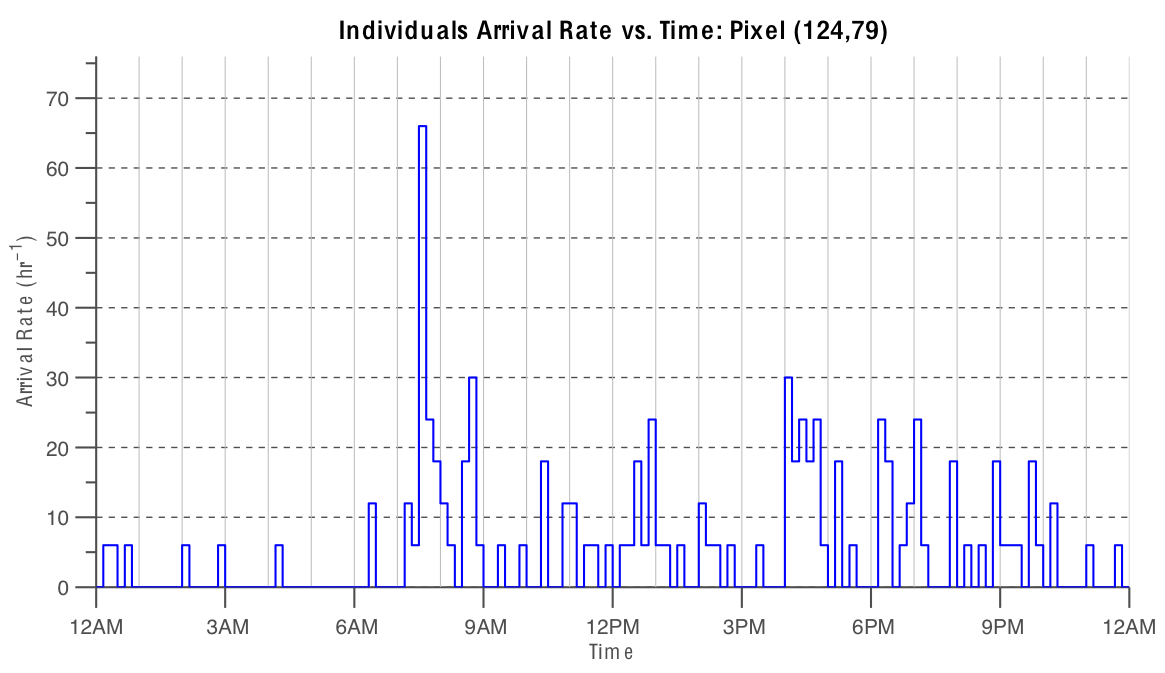 Individuals Arrival Rate vs. Time: Pixel (124,79)
70
60
50
40
30
20
10
0
Arrival Rate (hr⁻¹)
12AM 3AM 6AM 9AM 12PM 3PM 6PM 9PM 12AM
Time